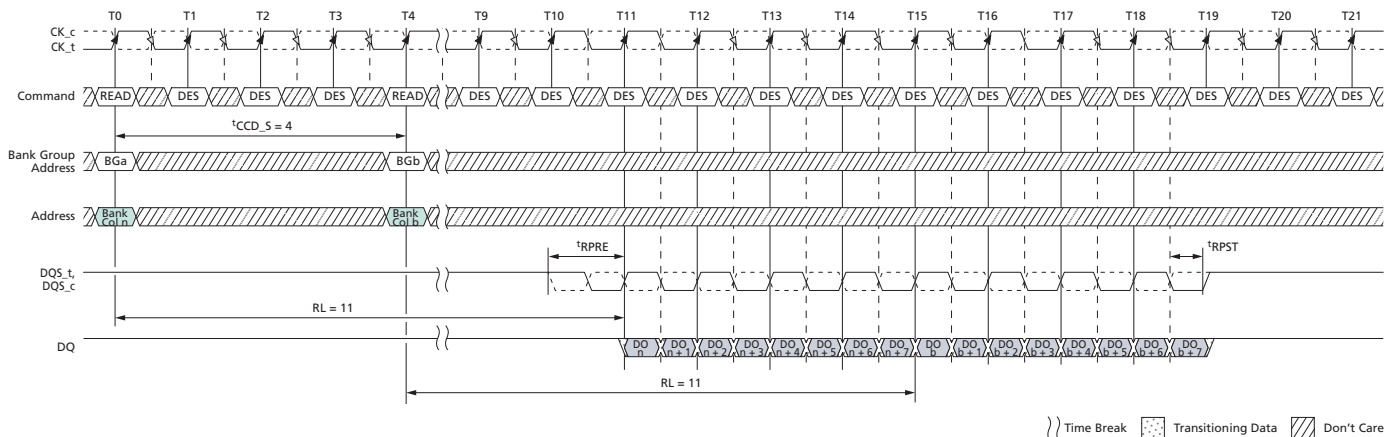 T0 T1 T2 T3 T4 T9 T10 T11 T12 T13 T14 T15 T16 T17 T18 T19 T20 T21
CK_c
CK_t
Command READ DES DES DES READ DES DES DES DES DES DES DES DES DES DES DES DES DES
tCCD_S = 4
Bank Group
Address
BGa BGb
Address
Bank
Col n
Bank
Col b
tRPRE tRPST
DQS_t,
DQS_c
RL = 11
DQ
DO
n
DO
n + 1
DO
n + 2
DO
n + 3
DO
n + 4
DO
n + 5
DO
n + 6
DO
n + 7
DO
b
DO
b + 1
DO
b + 2
DO
b + 3
DO
b + 4
DO
b + 5
DO
b + 6
DO
b + 7
RL = 11
Time Break Transitioning Data Don't Care